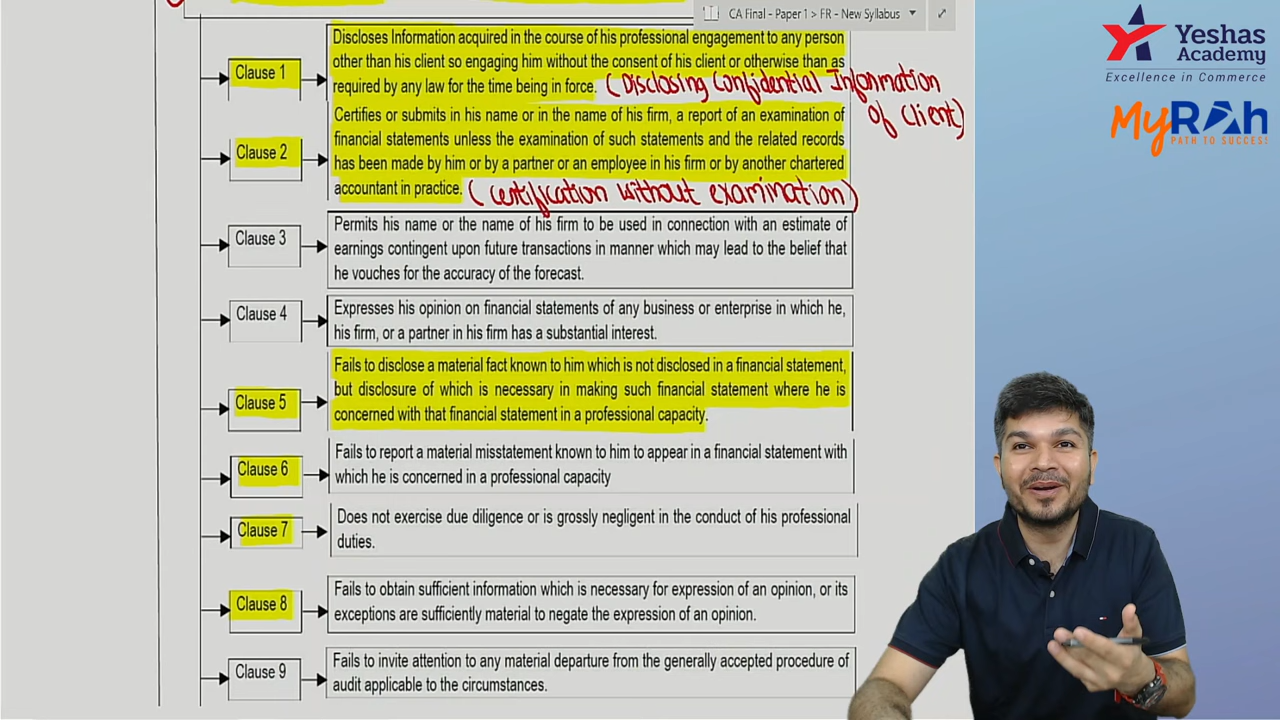 CA Final - Paper 1 > FR - New Syllabus
Yeshas
Academy
Excellence in Commerce
MyRAh
PATH TO SUCCESS
Clause 1
Discloses Information acquired in the course of his professional engagement to any person
other than his client so engaging him without the consent of his client or otherwise than as
required by any law for the time being in force. (Disclosing Confidential Information
of Client)
Clause 2
Certifies or submits in his name or in the name of his firm, a report of an examination of
financial statements unless the examination of such statements and the related records
has been made by him or by a partner or an employee in his firm or by another chartered
accountant in practice. (Certification without examination)
Clause 3
Permits his name or the name of his firm to be used in connection with an estimate of
earnings contingent upon future transactions in manner which may lead to the belief that
he vouches for the accuracy of the forecast.
Clause 4
Expresses his opinion on financial statements of any business or enterprise in which he,
his firm, or a partner in his firm has a substantial interest.
Clause 5
Fails to disclose a material fact known to him which is not disclosed in a financial statement,
but disclosure of which is necessary in making such financial statement where he is
concerned with that financial statement in a professional capacity.
Clause 6
Fails to report a material misstatement known to him to appear in a financial statement with
which he is concerned in a professional capacity
Clause 7
Does not exercise due diligence or is grossly negligent in the conduct of his professional
duties.
Clause 8
Fails to obtain sufficient information which is necessary for expression of an opinion, or its
exceptions are sufficiently material to negate the expression of an opinion.
Clause 9
Fails to invite attention to any material departure from the generally accepted procedure of
audit applicable to the circumstances.